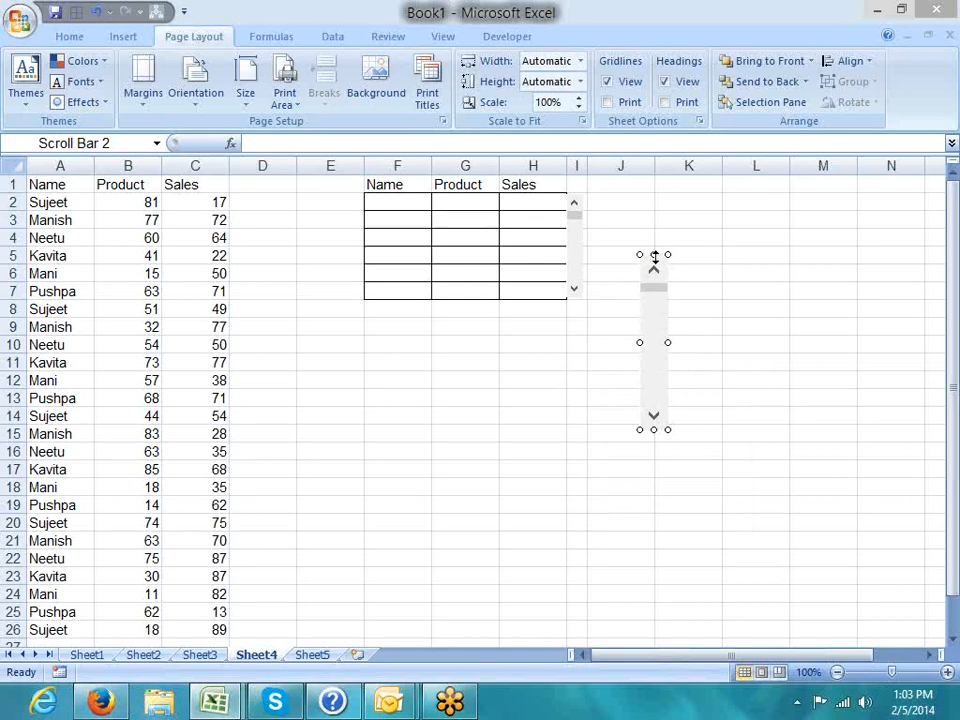 Book1 - Microsoft Excel
Home Insert Page Layout Formulas Data Review View Developer
Themes Colors Fonts Effects Margins Orientation Size Print Area Breaks Background Print Titles Width: Automatic Height: Automatic Scale: 100% Gridlines View Print Headings View Print Bring to Front Send to Back Selection Pane Align Group Rotate
Themes Page Setup Scale to Fit Sheet Options Arrange
Scroll Bar 2 fx
A B C D E F G H I J K L M N
1 Name Product Sales Name Product Sales
2 Sujeet 81 17
3 Manish 77 72
4 Neetu 60 64
5 Kavita 41 22
6 Mani 15 50
7 Pushpa 63 71
8 Sujeet 51 49
9 Manish 32 77
10 Neetu 54 50
11 Kavita 73 77
12 Mani 57 38
13 Pushpa 68 71
14 Sujeet 44 54
15 Manish 83 28
16 Neetu 63 35
17 Kavita 85 68
18 Mani 18 35
19 Pushpa 14 62
20 Sujeet 74 75
21 Manish 63 70
22 Neetu 75 87
23 Kavita 30 87
24 Mani 11 82
25 Pushpa 62 13
26 Sujeet 18 89
Sheet1 Sheet2 Sheet3 Sheet4 Sheet5
Ready 100%
1:03 PM
2/5/2014